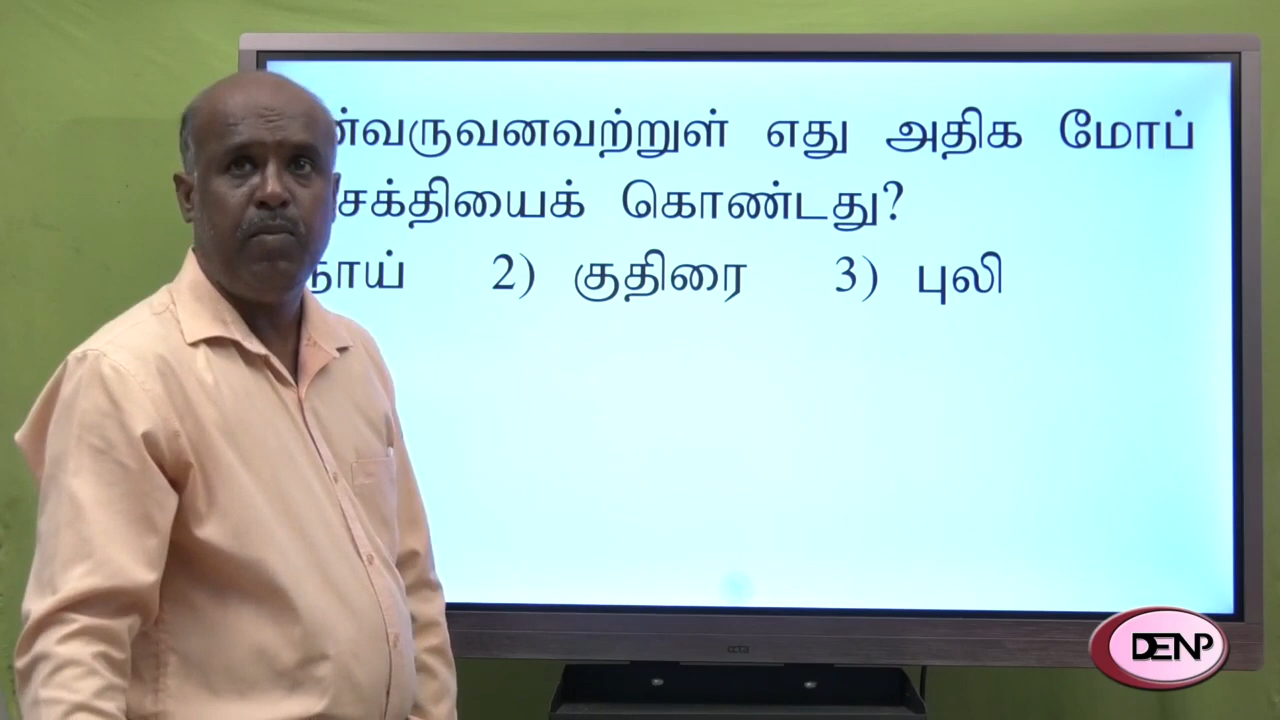 ன்வருவனவற்றுள் எது அதிக மோப்
சக்தியைக் கொண்டது?
நாய் 2) குதிரை 3) புலி
DENP